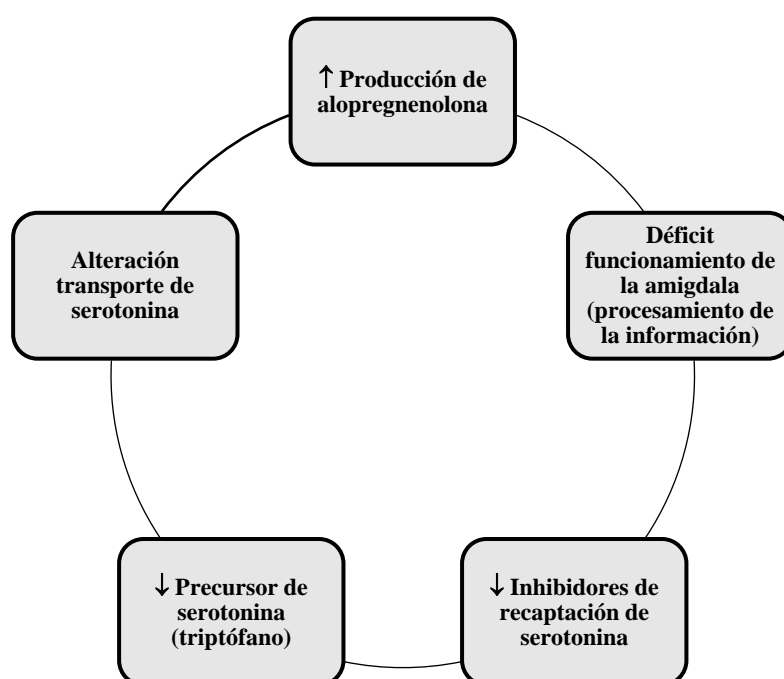 ↑ Producción de
alopregnenolona
Déficit
funcionamiento de
la amigdala
(procesamiento de
la información)
↓ Inhibidores de
recaptación de
serotonina
↓ Precursor de
serotonina
(triptófano)
Alteración
transporte de
serotonina